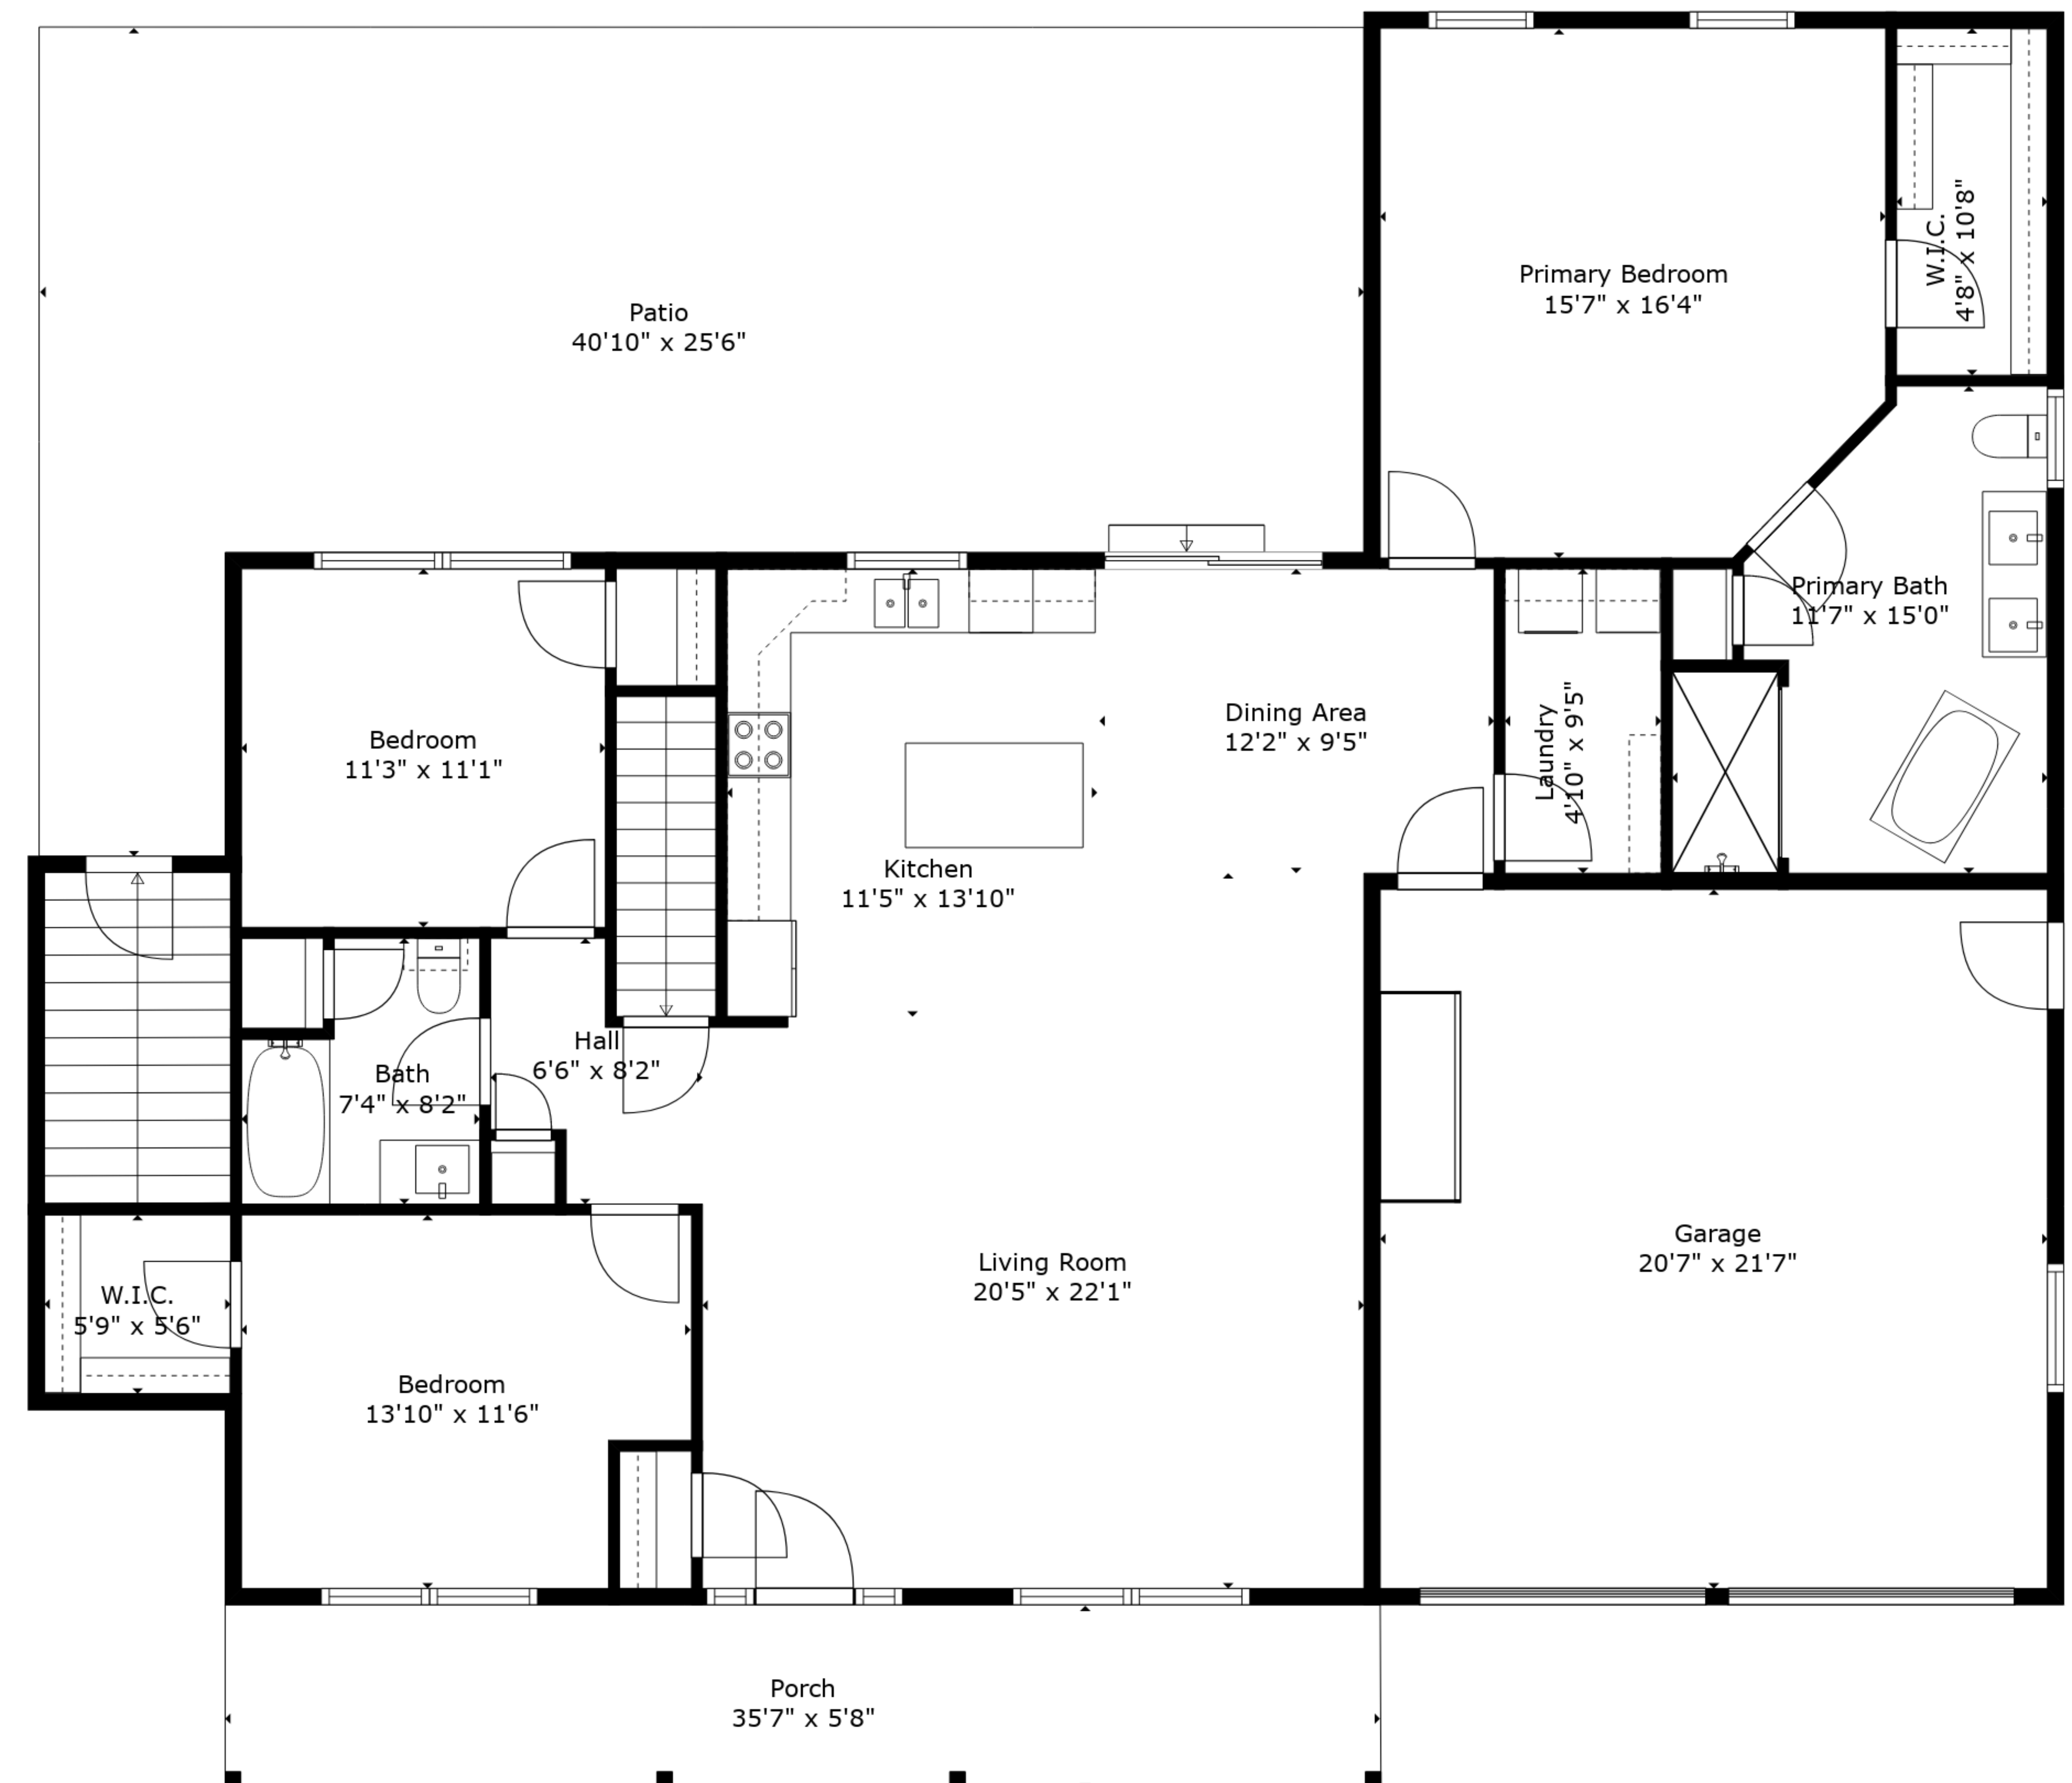 Patio
40'10" x 25'6"
Primary Bedroom
15'7" x 16'4"
W.I.C.
4'8" x 10'8"
Primary Bath
11'7" x 15'0"
Bedroom
11'3" x 11'1"
Dining Area
12'2" x 9'5"
Laundry
4'10" x 9'5"
Kitchen
11'5" x 13'10"
Hall
6'6" x 8'2"
Bath
7'4" x 8'2"
Living Room
20'5" x 22'1"
Garage
20'7" x 21'7"
W.I.C.
5'9" x 5'6"
Bedroom
13'10" x 11'6"
Porch
35'7" x 5'8"